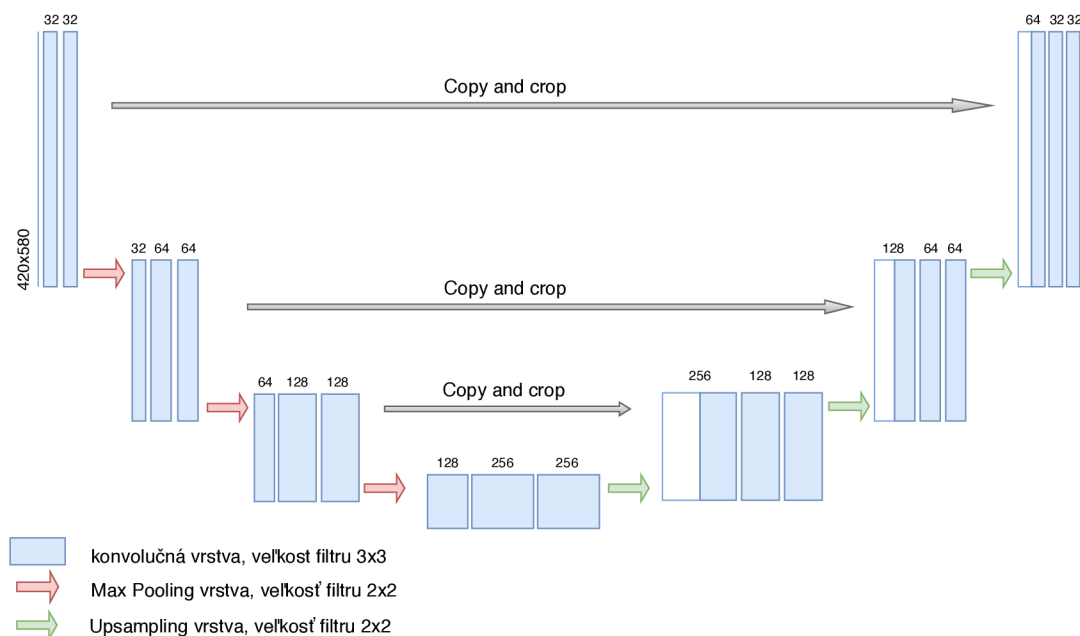 32 32
64 32 32
Copy and crop
420x580
32 64 64
128 64 64
Copy and crop
64 128 128
Copy and crop
256 128 128
128 256 256
konvolučná vrstva, veľkost filtru 3x3
Max Pooling vrstva, veľkosť filtru 2x2
Upsampling vrstva, veľkosť filtru 2x2